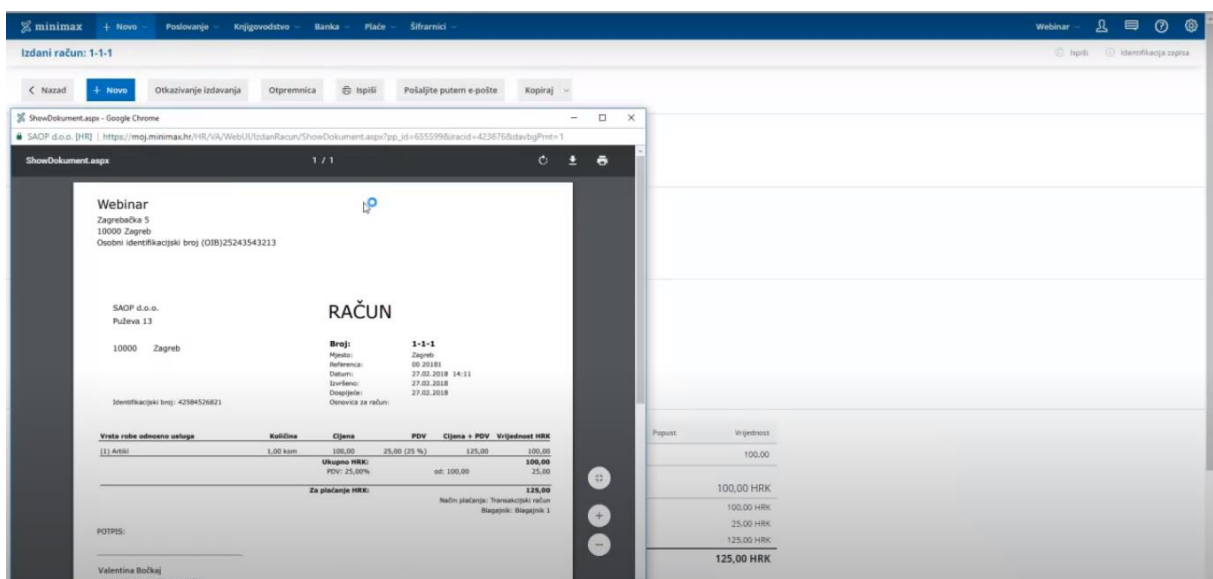 minimax + Novo Poslovanje Knjigovodstvo Banka Plaće Šifrarnici Webinar
Izdani račun: 1-1-1 Ispiši Identifikacija zapisa
Nazad + Novo Otkazivanje izdavanja Otpremnica Ispiši Pošaljite putem e-pošte Kopiraj
ShowDokument.aspx - Google Chrome
SAOP d.o.o. [HR] | https://moj.minimax.hr/HR/VA/WebUI/IzdanRacun/ShowDokument.aspx?pp_id=655599&iracid=423676&davbgPrnt=1
ShowDokument.aspx 1 / 1
Webinar
Zagrebačka 5
10000 Zagreb
Osobni identifikacijski broj (OIB)25243543213
SAOP d.o.o.
Puževa 13
10000 Zagreb
Identifikacijski broj: 42584526821
RAČUN
Broj: 1-1-1
Mjesto: Zagreb
Referenca: 00 20181
Datum: 27.02.2018 14:11
Izvršeno: 27.02.2018
Dospijeće: 27.02.2018
Osnovica za račun:
Vrsta robe odnosno usluga Količina Cijena PDV Cijena + PDV Vrijednost HRK
(1) Artikl 1,00 kom 100,00 25,00 (25 %) 125,00 100,00
Ukupno HRK: 100,00
PDV: 25,00% od: 100,00 25,00
Za plaćanje HRK: 125,00
Način plaćanja: Transakcijski račun
Blagajnik: Blagajnik 1
POTPIS:
Valentina Bočkaj
Popust Vrijednost
100,00
100,00 HRK
100,00 HRK
25,00 HRK
125,00 HRK
125,00 HRK